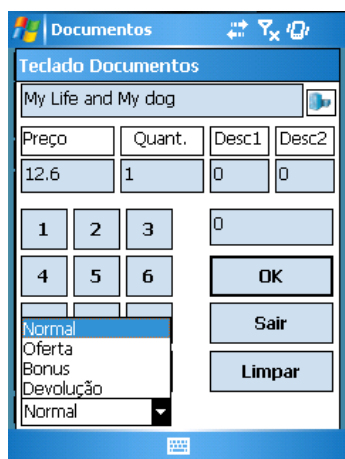 Documentos
Teclado Documentos
My Life and My dog
Preço Quant. Desc1 Desc2
12.6 1 0 0
1 2 3 0
4 5 6 OK
Sair
Normal
Oferta
Bonus
Devolução
Limpar
Normal